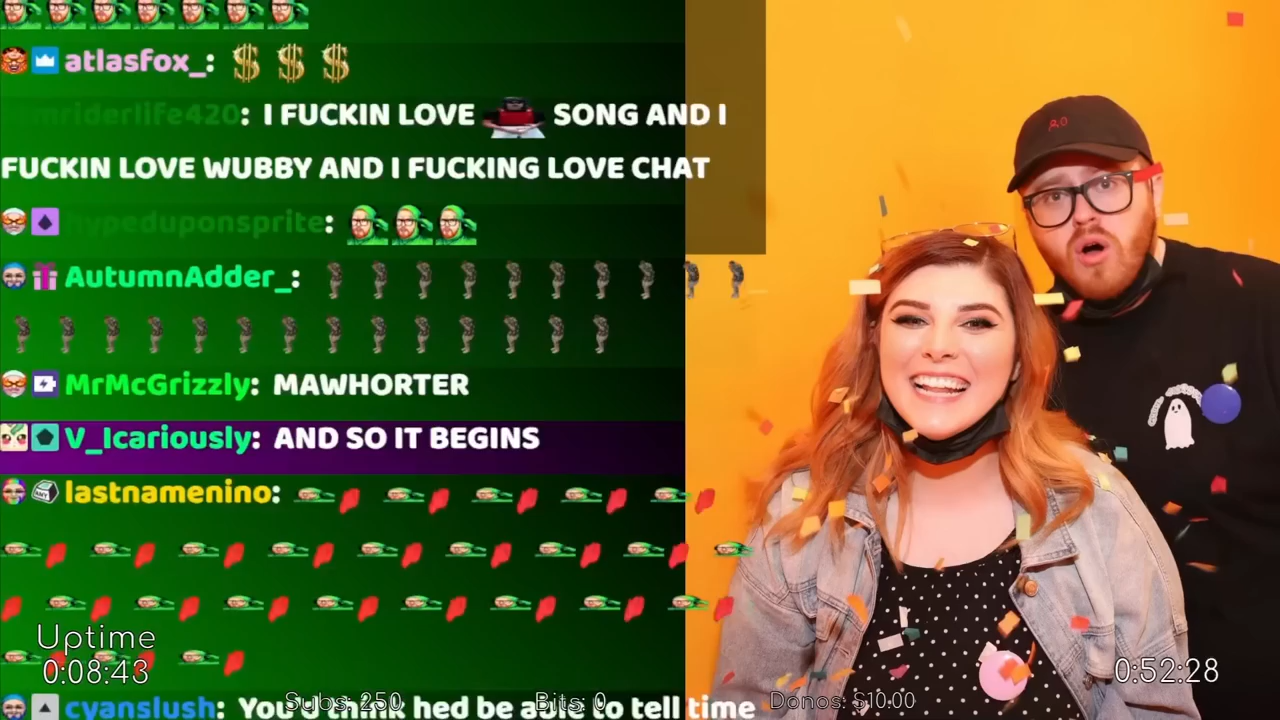 atlasfox_:
mriderlife420: I FUCKIN LOVE SONG AND I
FUCKIN LOVE WUBBY AND I FUCKING LOVE CHAT
hypeduponsprite:
AutumnAdder_:
MrMcGrizzly: MAWHORTER
V_Icariously: AND SO IT BEGINS
lastnamenino:
Uptime
0:08:43
0:52:28
Subs: 250 Bits: 0 Donos: $10.00
cyanslush: You'd think hed be able to tell time